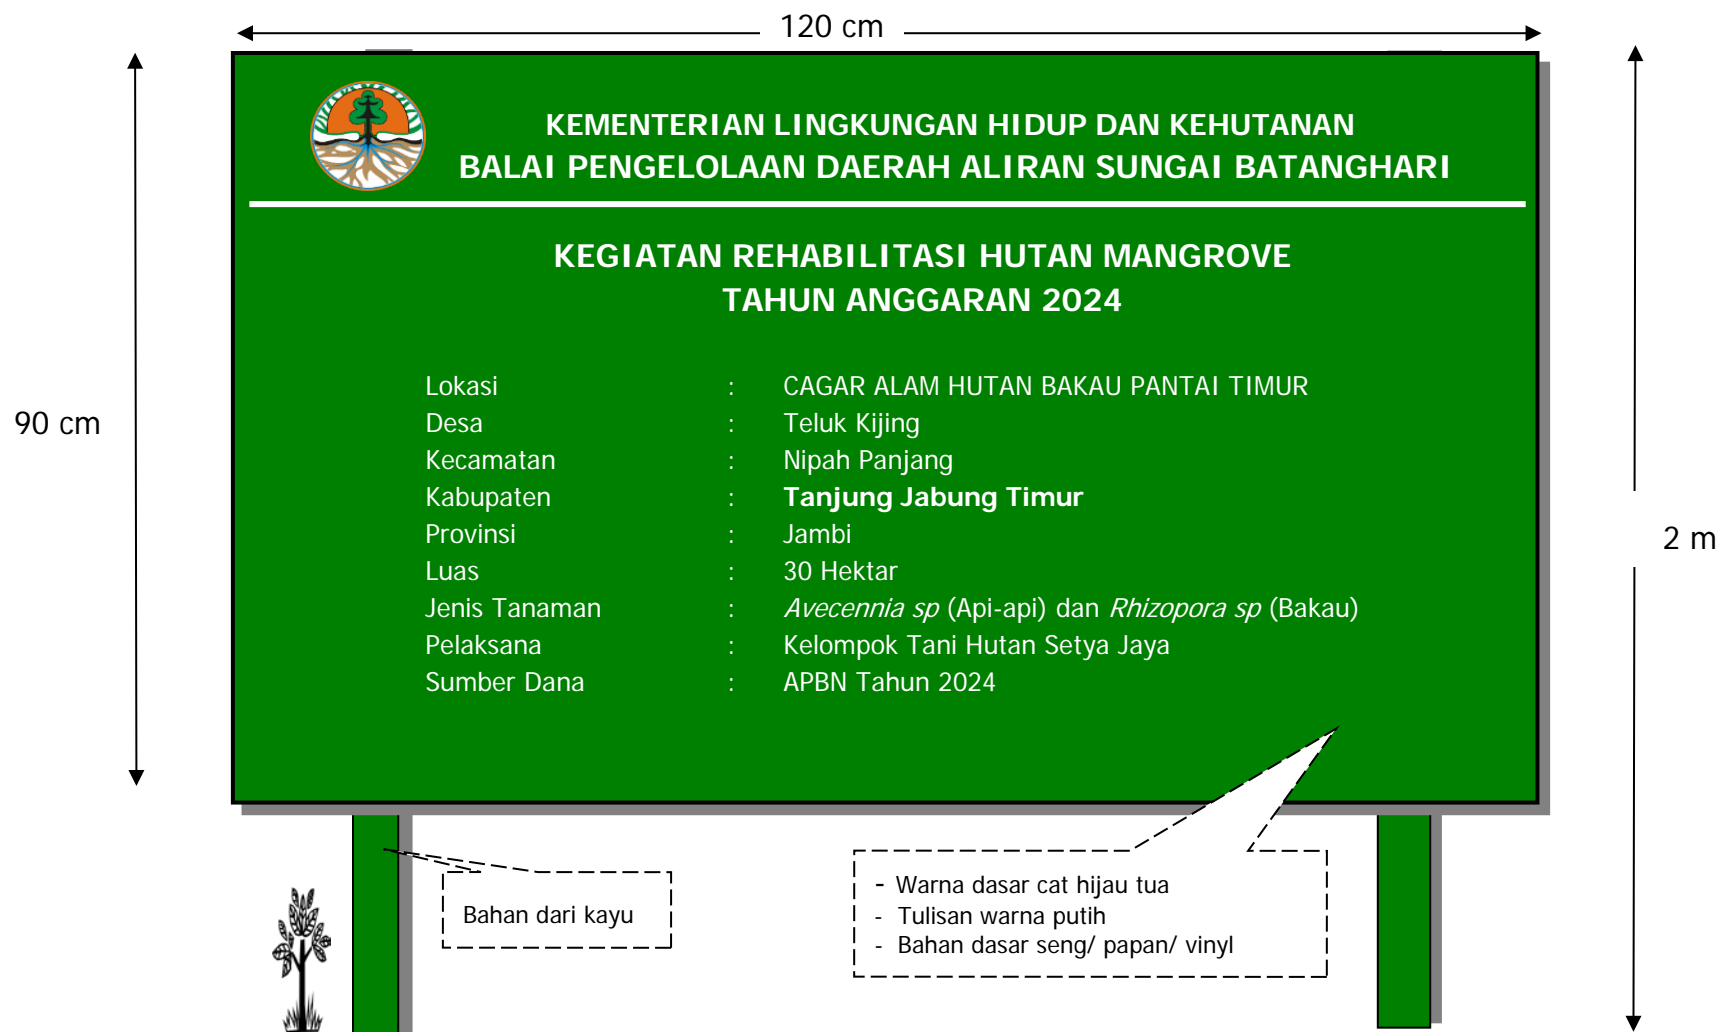 120 cm
KEMENTERIAN LINGKUNGAN HIDUP DAN KEHUTANAN
BALAI PENGELOLAAN DAERAH ALIRAN SUNGAI BATANGHARI
KEGIATAN REHABILITASI HUTAN MANGROVE
TAHUN ANGGARAN 2024
Lokasi : CAGAR ALAM HUTAN BAKAU PANTAI TIMUR
Desa : Teluk Kijing
Kecamatan : Nipah Panjang
Kabupaten : Tanjung Jabung Timur
Provinsi : Jambi
Luas : 30 Hektar
Jenis Tanaman : Avecennia sp (Api-api) dan Rhizopora sp (Bakau)
Pelaksana : Kelompok Tani Hutan Setya Jaya
Sumber Dana : APBN Tahun 2024
90 cm
2 m
Bahan dari kayu
- Warna dasar cat hijau tua
- Tulisan warna putih
- Bahan dasar seng/ papan/ vinyl